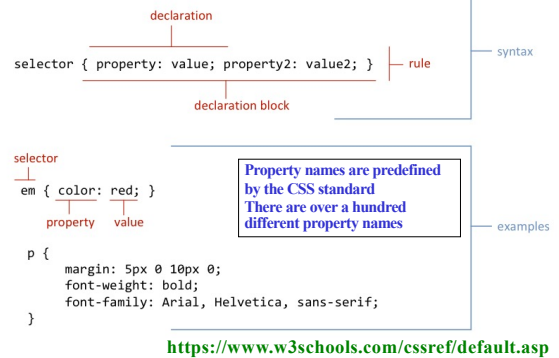 declaration
selector { property: value; property2: value2; }
rule
syntax
declaration block
selector
em { color: red; }
property
value
Property names are predefined
by the CSS standard
There are over a hundred
different property names
examples
p {
margin: 5px 0 10px 0;
font-weight: bold;
font-family: Arial, Helvetica, sans-serif;
}
https://www.w3schools.com/cssref/default.asp